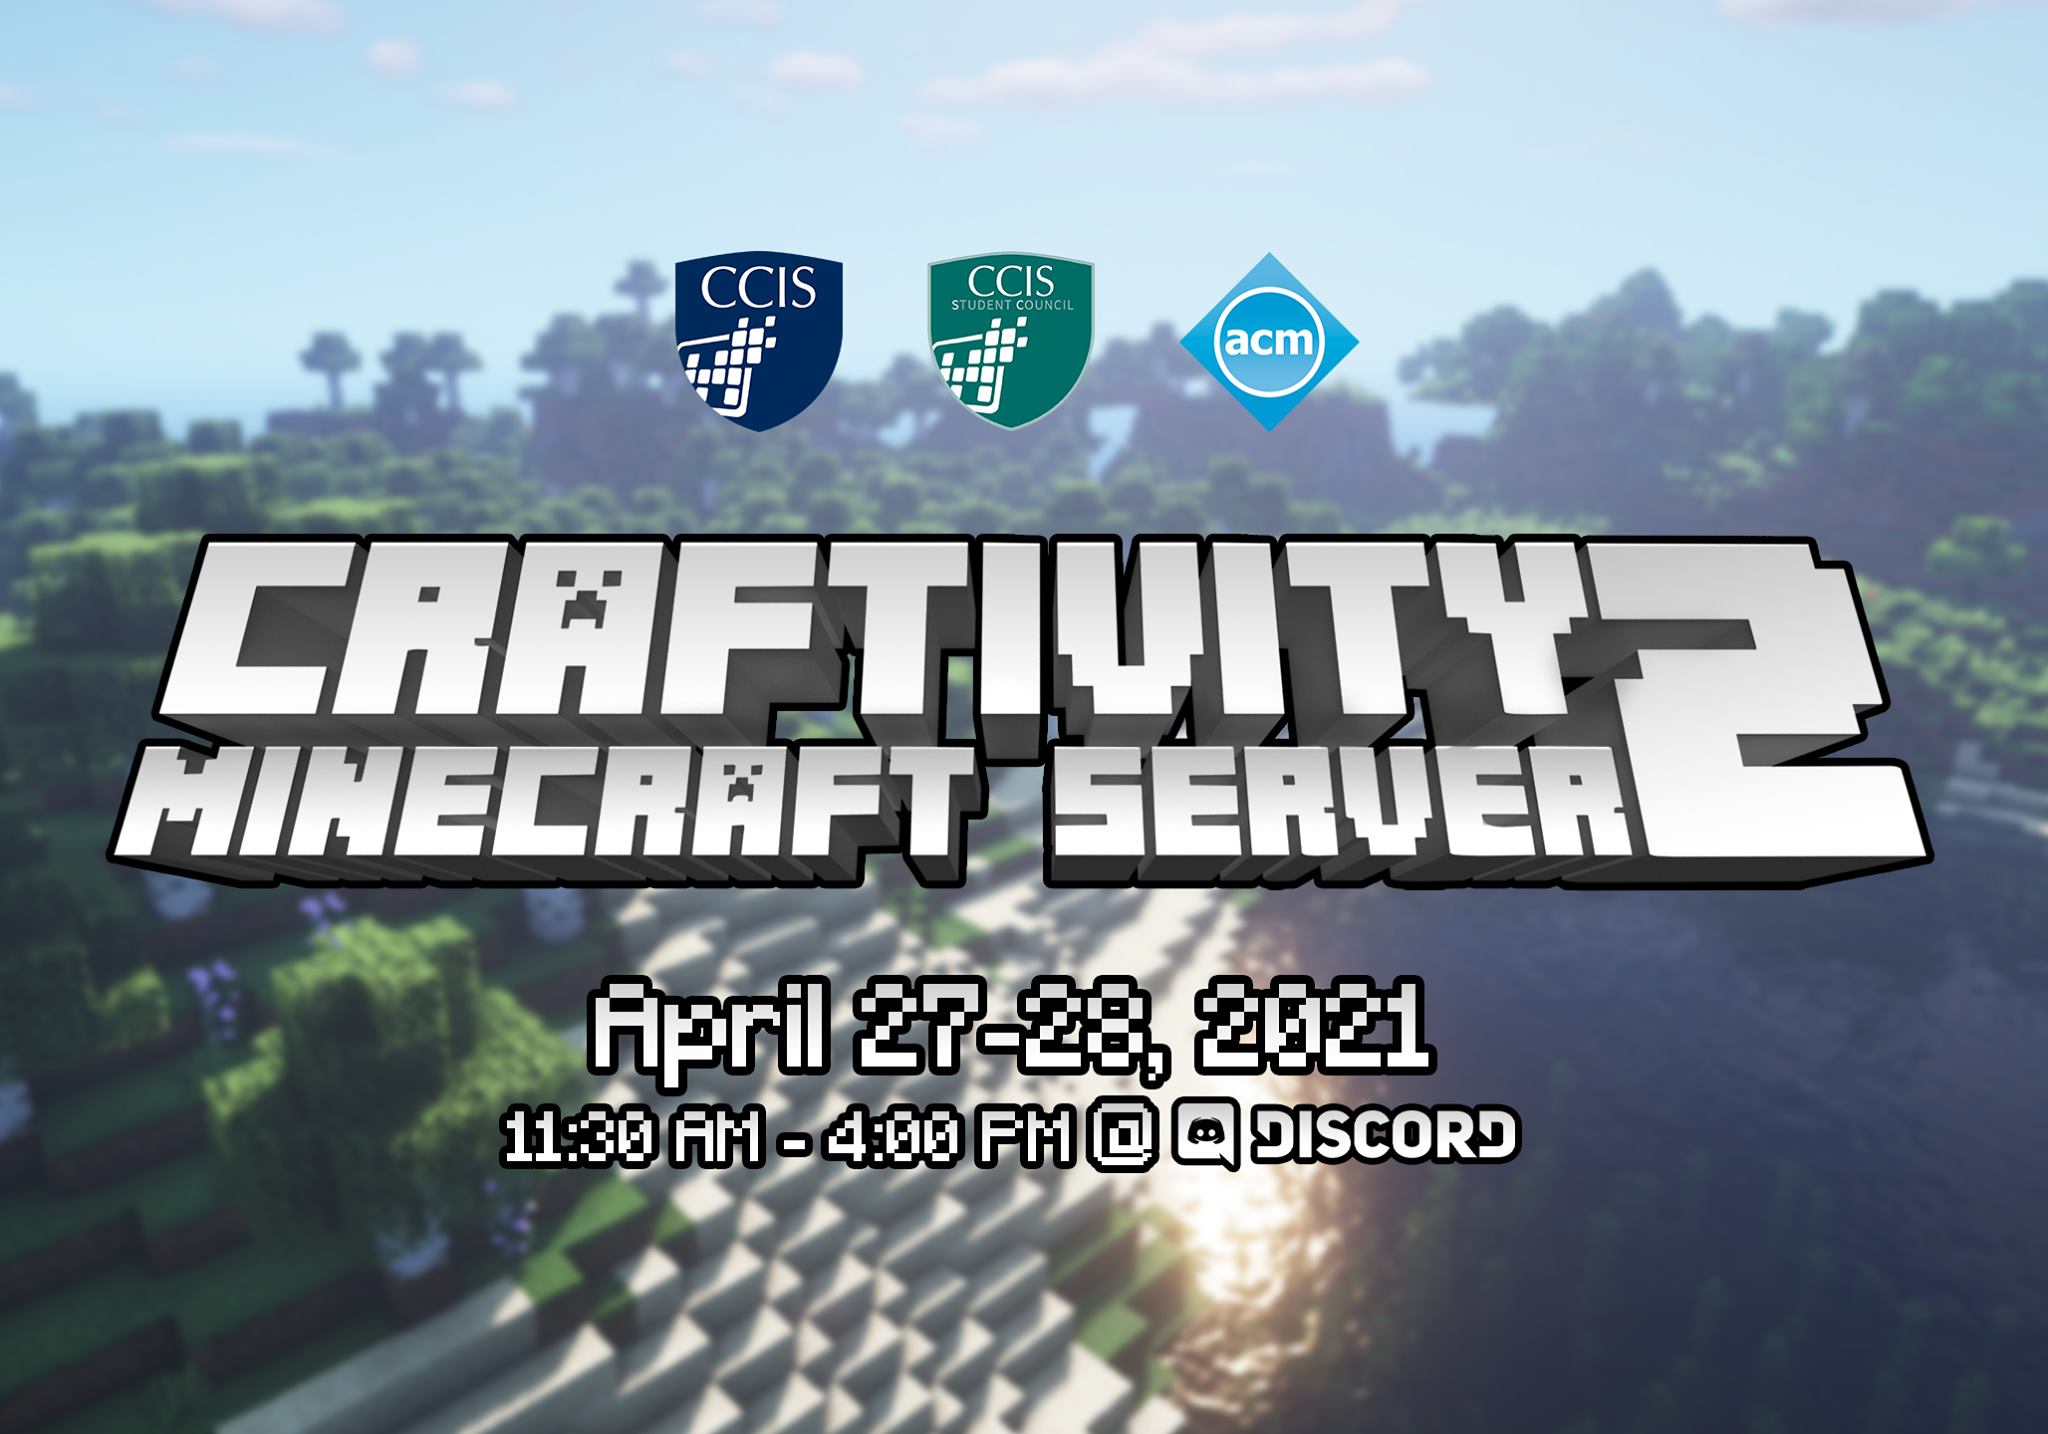 CCIS
CCIS
STUDENT COUNCIL
acm
CRAFTIVITY 2
MINECRAFT SERVER
April 27-28, 2021
11:30 AM - 4:00 PM @ DISCORD